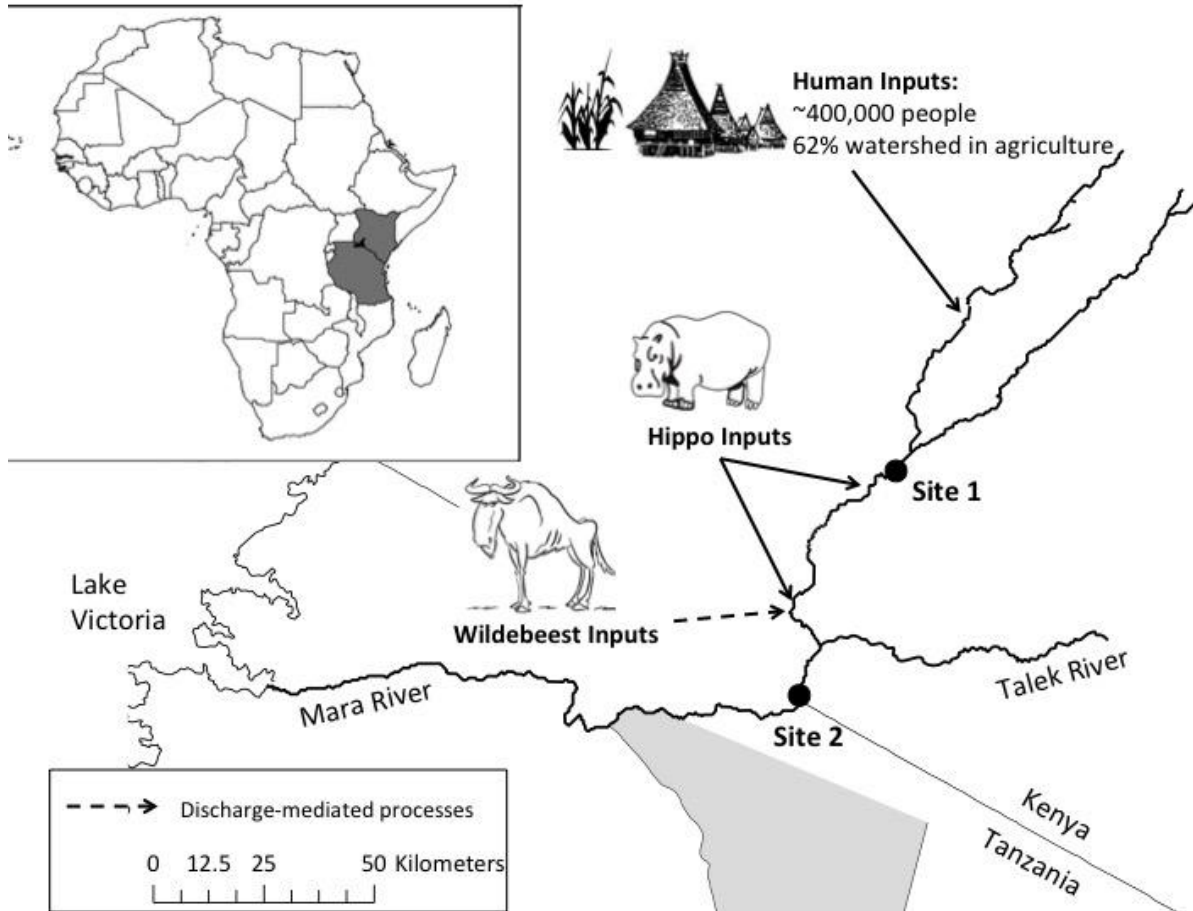 Human Inputs:
~400,000 people
62% watershed in agriculture
Hippo Inputs
Site 1
Lake
Victoria
Wildebeest Inputs
Mara River
Talek River
Site 2
Kenya
Tanzania
Discharge-mediated processes
0 12.5 25 50 Kilometers